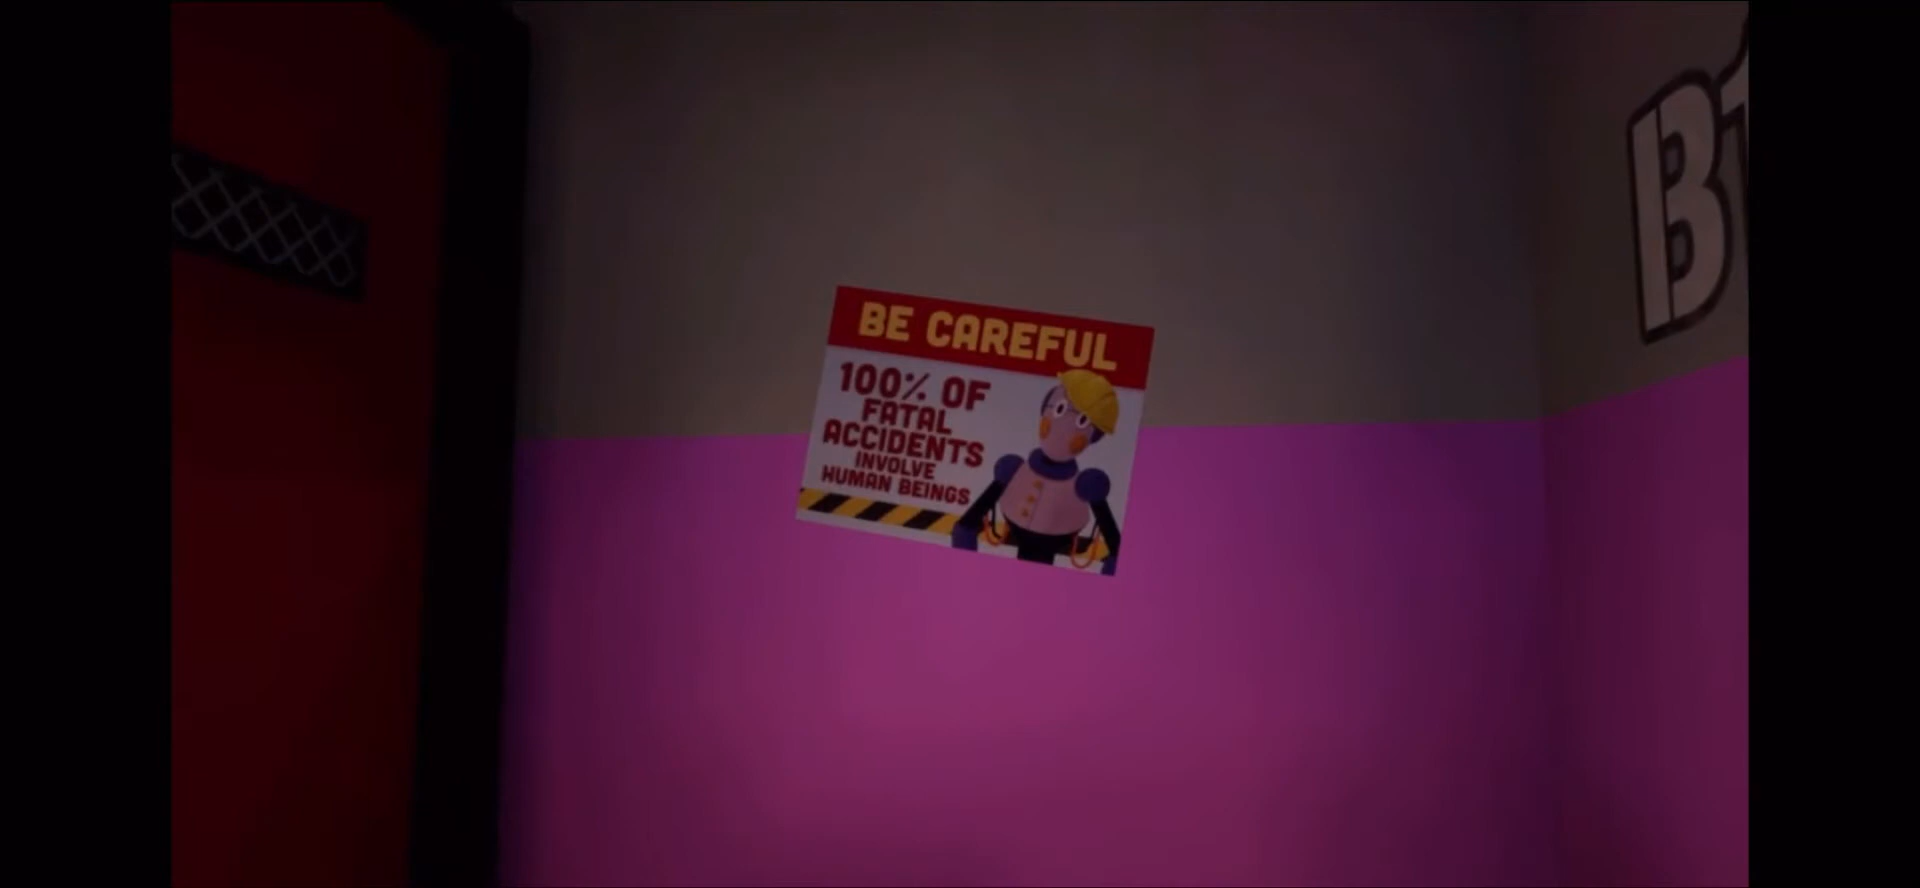 BE CAREFUL
100% OF
FATAL
ACCIDENTS
INVOLVE
HUMAN BEINGS